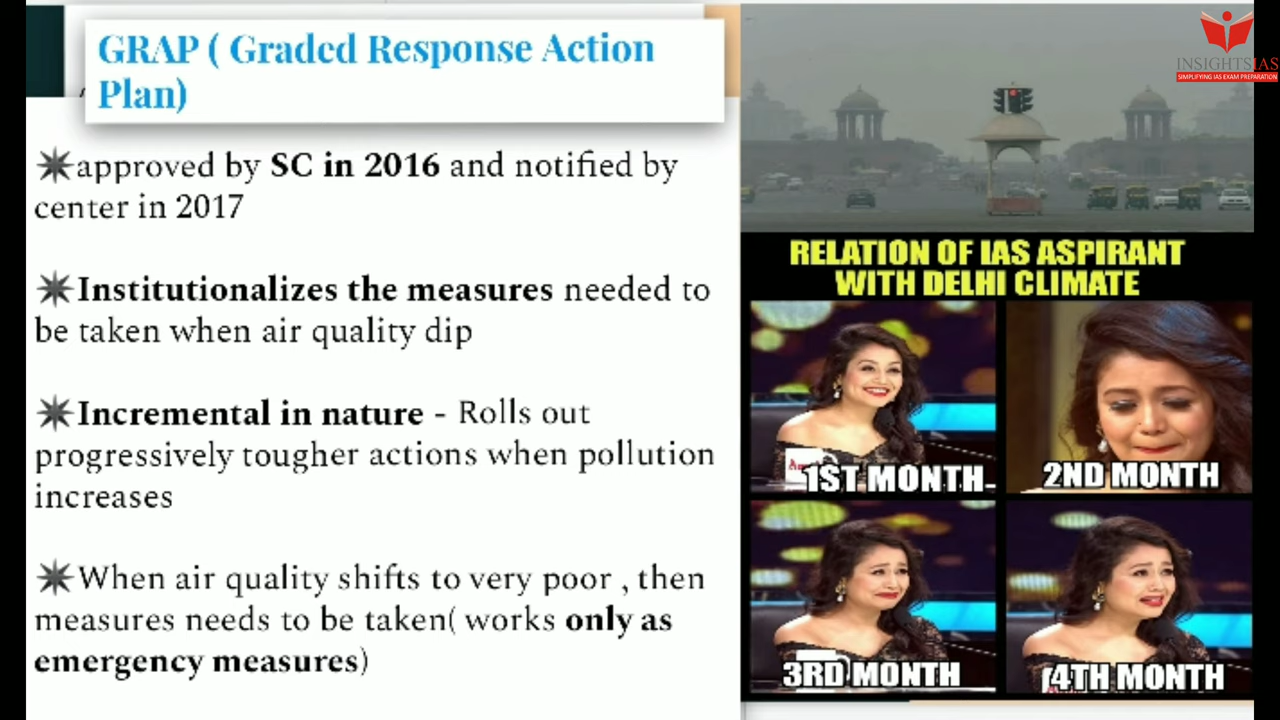 GRAP ( Graded Response Action
Plan)
approved by SC in 2016 and notified by
center in 2017
Institutionalizes the measures needed to
be taken when air quality dip
Incremental in nature - Rolls out
progressively tougher actions when pollution
increases
When air quality shifts to very poor , then
measures needs to be taken( works only as
emergency measures)
INSIGHTSIAS
SIMPLIFYING IAS EXAM PREPARATION
RELATION OF IAS ASPIRANT
WITH DELHI CLIMATE
1ST MONTH
2ND MONTH
3RD MONTH
4TH MONTH